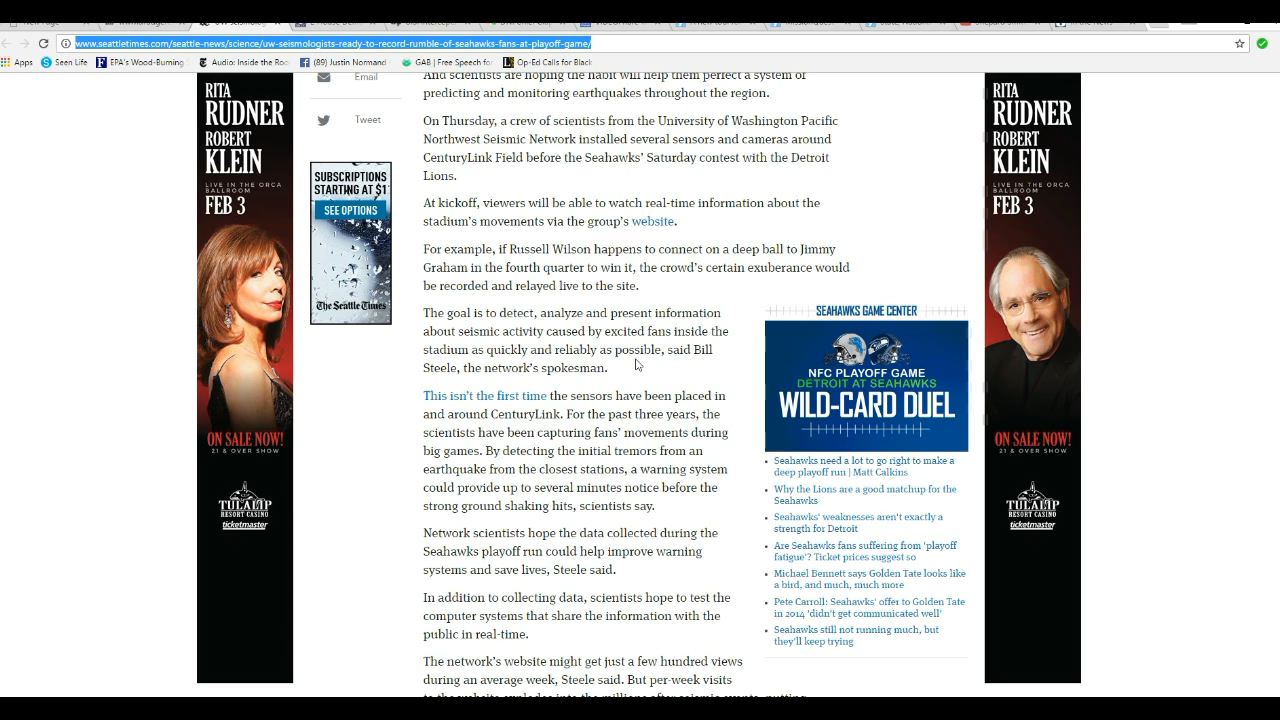 www.seattletimes.com/seattle-news/science/uw-seismologists-ready-to-record-rumble-of-seahawks-fans-at-playoff-game/
Apps
Seen Life
EPA's Wood-Burning
Audio: Inside the Roo
(89) Justin Normand
GAB | Free Speech for
Op-Ed Calls for Black
RITA
RUDNER
ROBERT
KLEIN
LIVE IN THE ORCA
BALLROOM
FEB 3
ON SALE NOW!
21 & OVER SHOW
TULALIP
RESORT CASINO
ticketmaster
Email
Tweet
SUBSCRIPTIONS
STARTING AT $1
SEE OPTIONS
The Seattle Times
And scientists are hoping the habit will help them perfect a system of
predicting and monitoring earthquakes throughout the region.
On Thursday, a crew of scientists from the University of Washington Pacific
Northwest Seismic Network installed several sensors and cameras around
CenturyLink Field before the Seahawks' Saturday contest with the Detroit
Lions.
At kickoff, viewers will be able to watch real-time information about the
stadium's movements via the group's website.
For example, if Russell Wilson happens to connect on a deep ball to Jimmy
Graham in the fourth quarter to win it, the crowd's certain exuberance would
be recorded and relayed live to the site.
The goal is to detect, analyze and present information
about seismic activity caused by excited fans inside the
stadium as quickly and reliably as possible, said Bill
Steele, the network's spokesman.
This isn't the first time the sensors have been placed in
and around CenturyLink. For the past three years, the
scientists have been capturing fans' movements during
big games. By detecting the initial tremors from an
earthquake from the closest stations, a warning system
could provide up to several minutes notice before the
strong ground shaking hits, scientists say.
Network scientists hope the data collected during the
Seahawks playoff run could help improve warning
systems and save lives, Steele said.
In addition to collecting data, scientists hope to test the
computer systems that share the information with the
public in real-time.
The network's website might get just a few hundred views
during an average week, Steele said. But per-week visits
to the website explodes into the millions after seismic events, putting
SEAHAWKS GAME CENTER
NFC PLAYOFF GAME
DETROIT AT SEAHAWKS
WILD-CARD DUEL
Seahawks need a lot to go right to make a
deep playoff run | Matt Calkins
Why the Lions are a good matchup for the
Seahawks
Seahawks' weaknesses aren't exactly a
strength for Detroit
Are Seahawks fans suffering from 'playoff
fatigue'? Ticket prices suggest so
Michael Bennett says Golden Tate looks like
a bird, and much, much more
Pete Carroll: Seahawks' offer to Golden Tate
in 2014 'didn't get communicated well'
Seahawks still not running much, but
they'll keep trying
RITA
RUDNER
ROBERT
KLEIN
LIVE IN THE ORCA
BALLROOM
FEB 3
ON SALE NOW!
21 & OVER SHOW
TULALIP
RESORT CASINO
ticketmaster